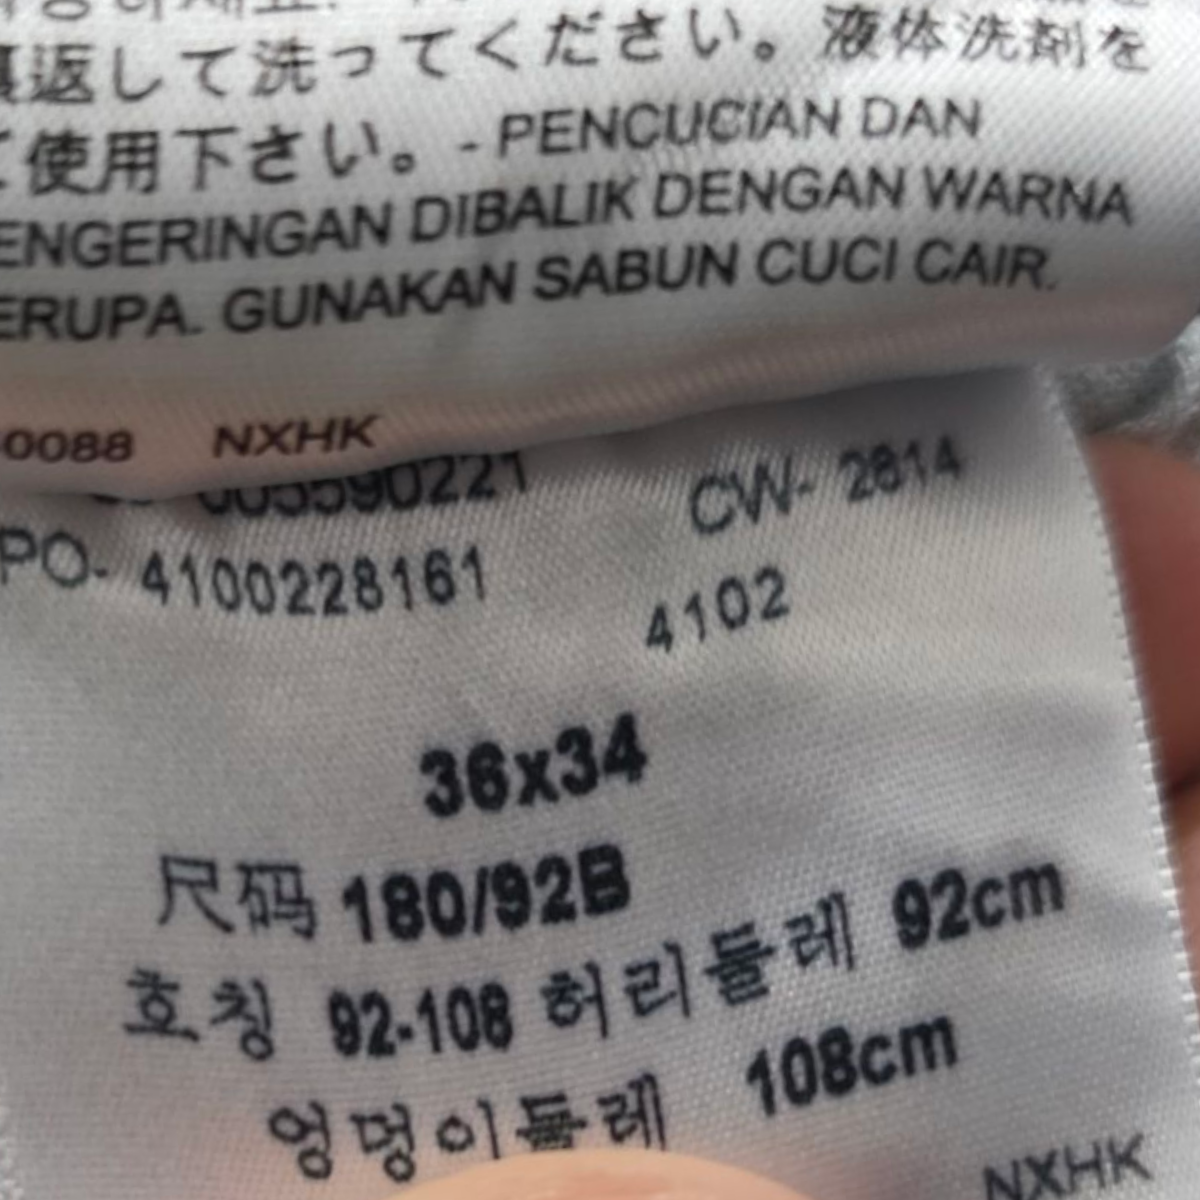 裏返して洗ってください。液体洗剤を
て使用下さい。- PENCUCIAN DAN
ENGERINGAN DIBALIK DENGAN WARNA
ERUPA. GUNAKAN SABUN CUCI CAIR.
0088 NXHK
005590221 CW- 2814
PO- 4100228161 4102
36x34
尺码 180/92B
호칭 92-108 허리둘레 92cm
엉덩이둘레 108cm
NXHK